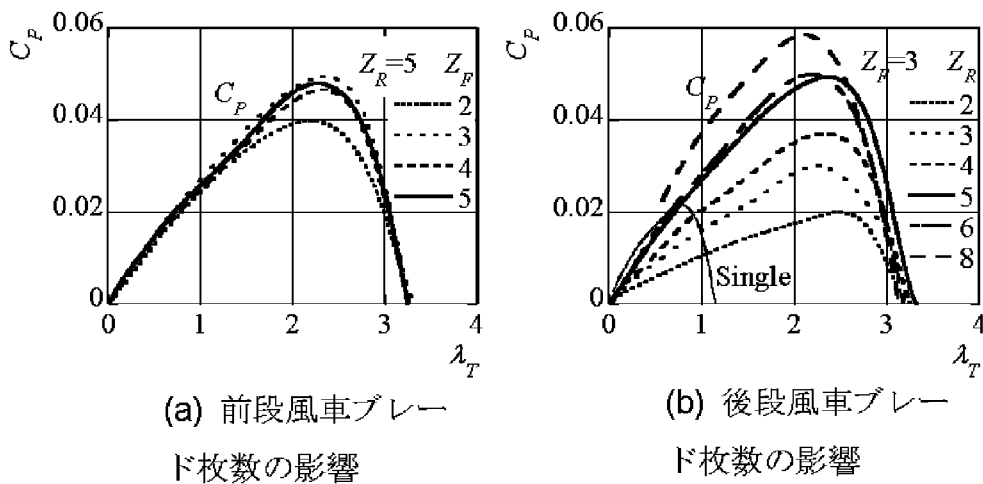 C_P
0.06
0.04
0.02
0
0
1
2
3
4
λ_T
C_P
Z_R=5 Z_F
2
3
4
5
(a) 前段風車ブレー
ド枚数の影響
C_P
0.06
0.04
0.02
0
0
1
2
3
4
λ_T
C_P
Z_F=3 Z_R
2
3
4
5
6
8
Single
(b) 後段風車ブレー
ド枚数の影響